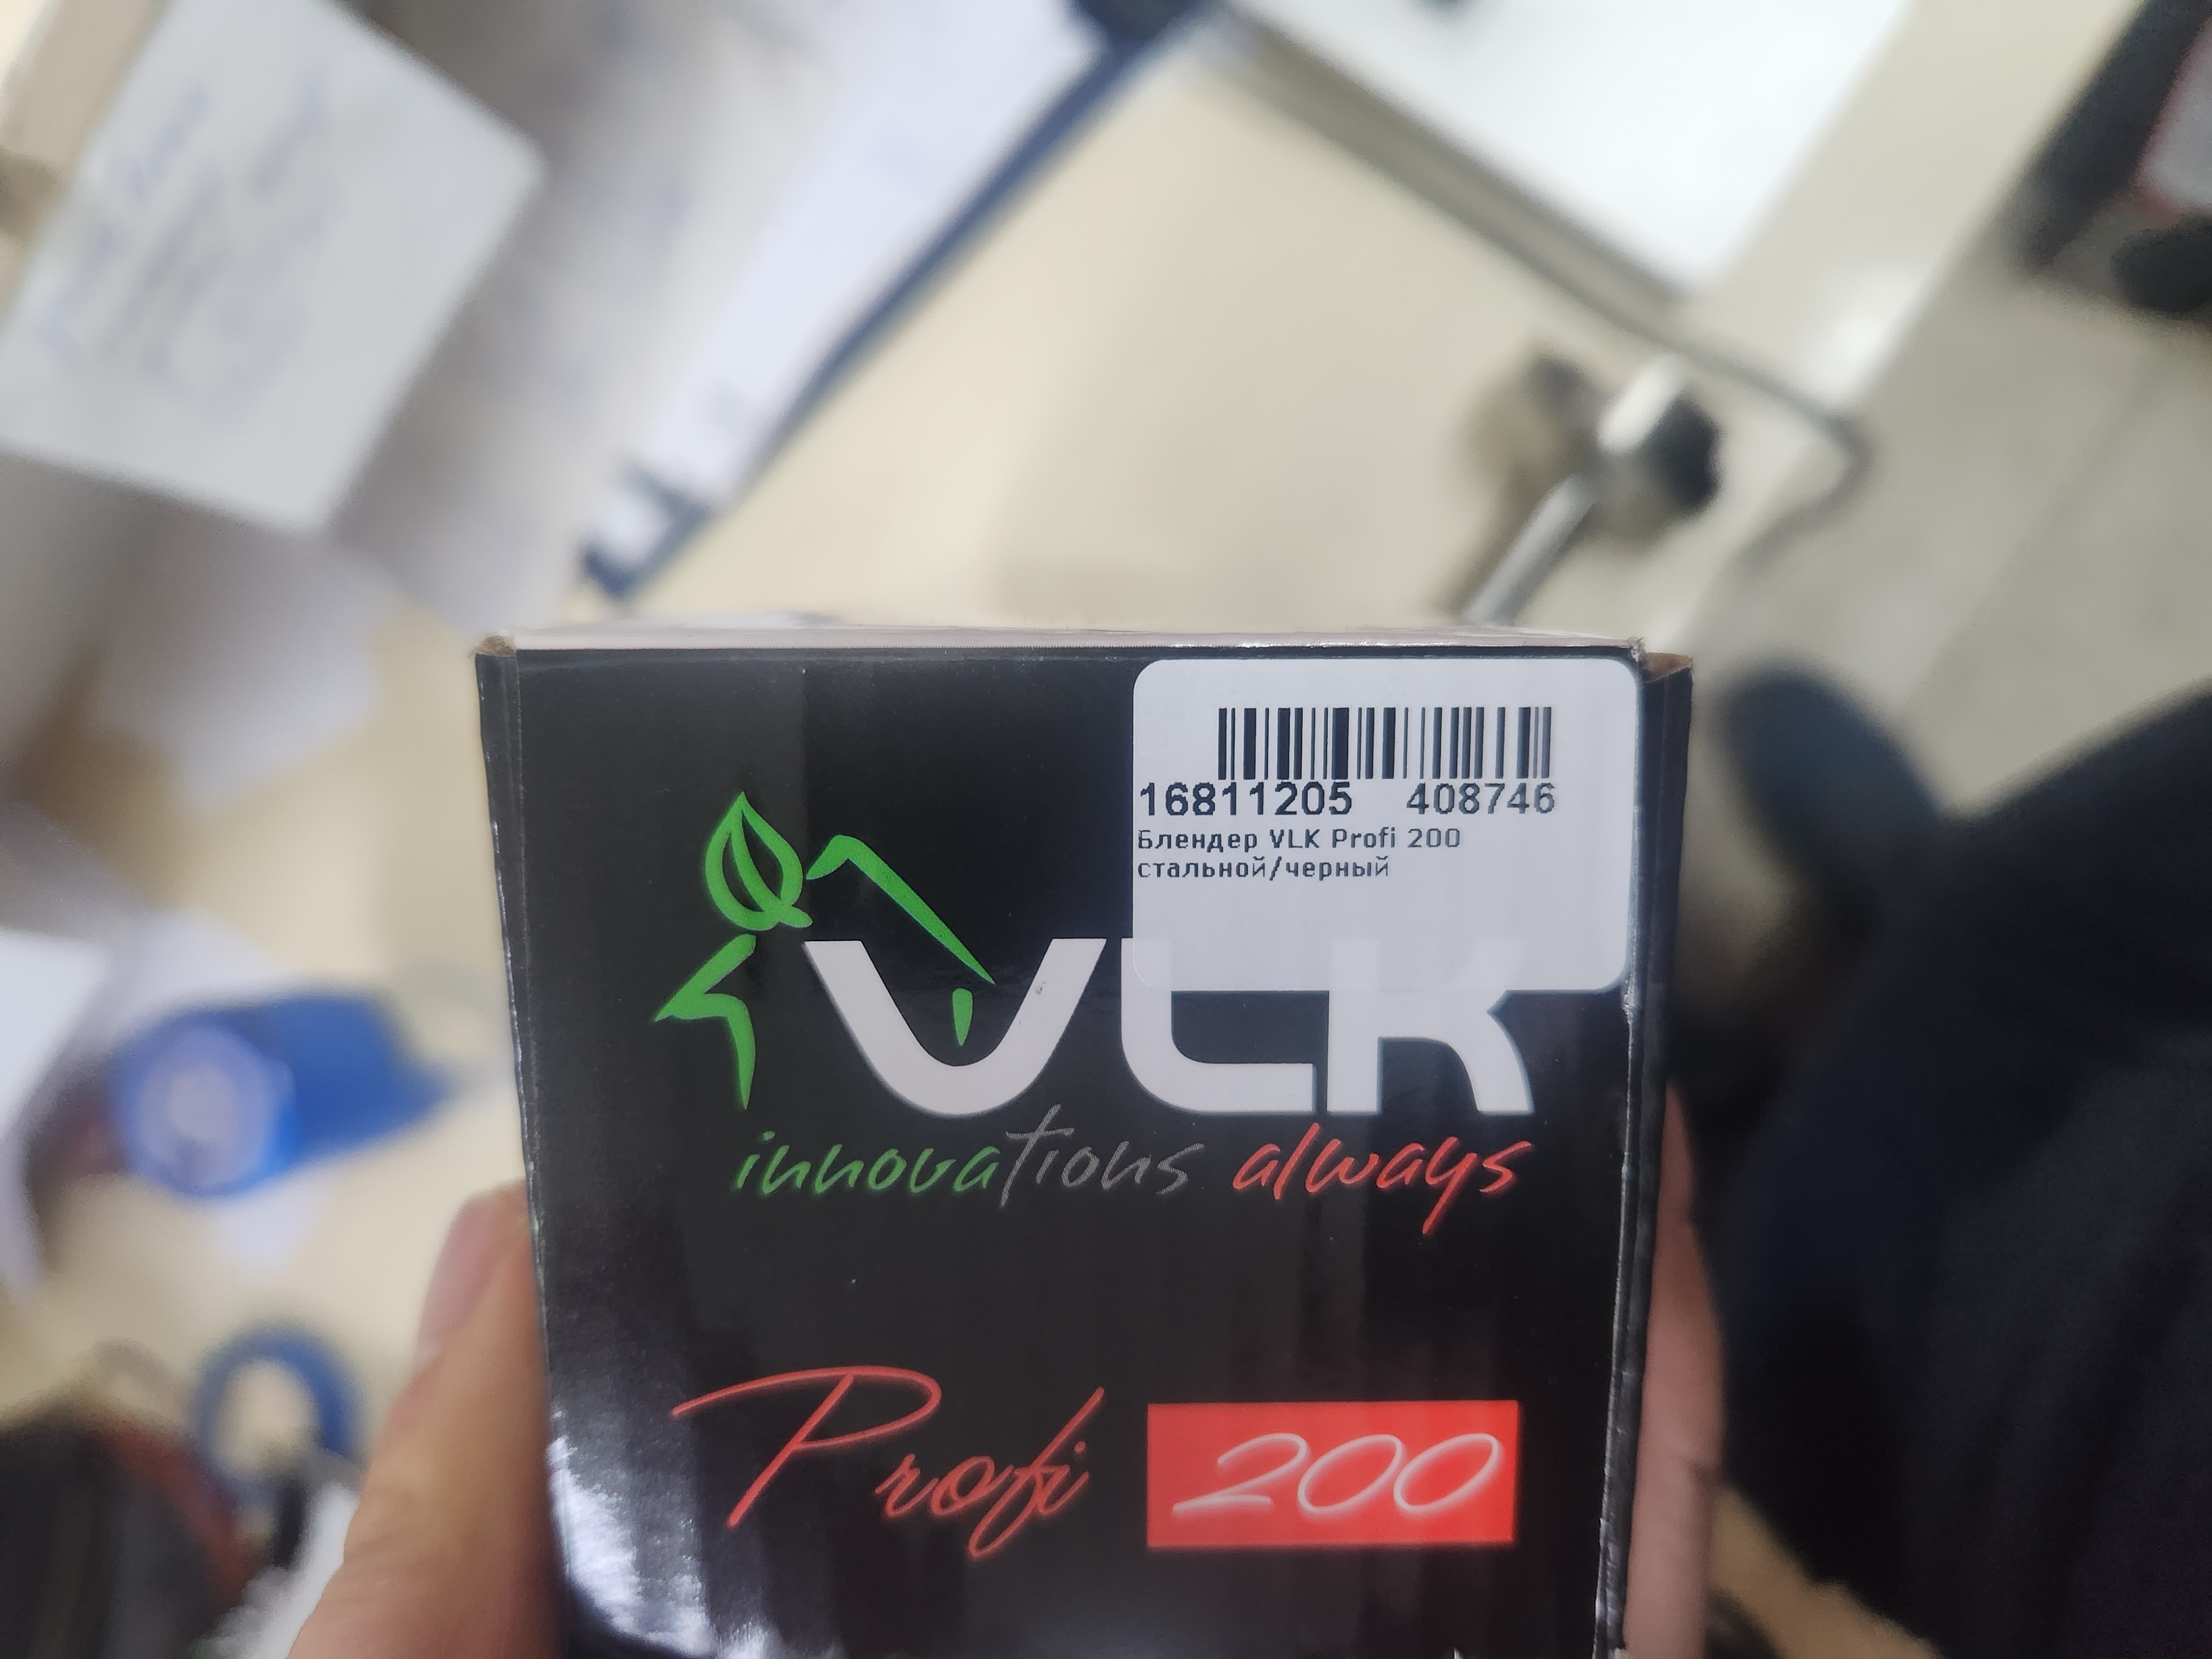 16811205 408746
Блендер VLK Profi 200
стальной/черный
VLK
innovations always
Profi 200